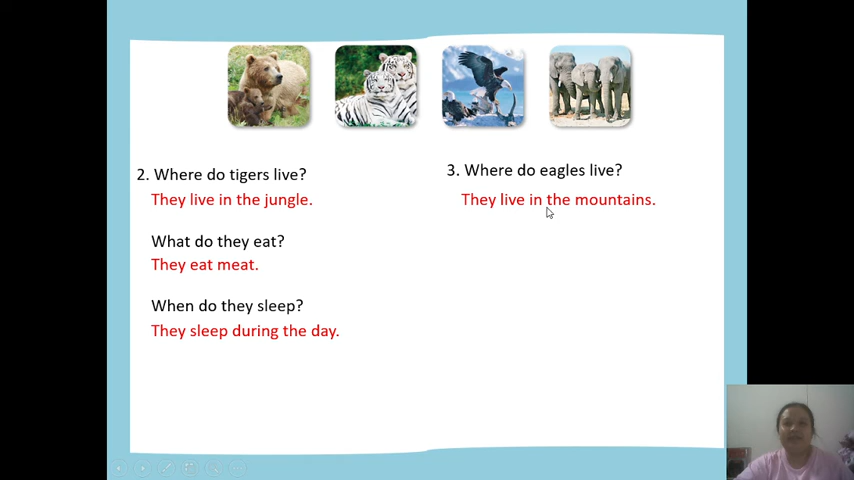 2. Where do tigers live?
They live in the jungle.
What do they eat?
They eat meat.
When do they sleep?
They sleep during the day.
3. Where do eagles live?
They live in the mountains.